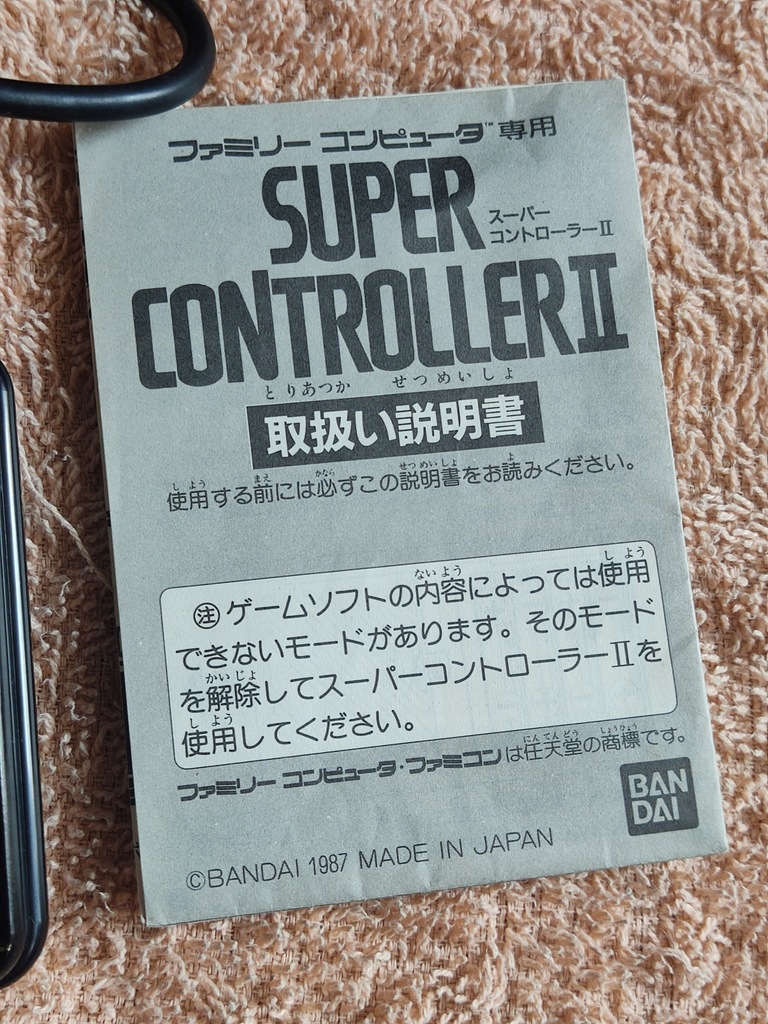 ファミリー コンピュータ™専用
SUPER
スーパー
コントローラーⅡ
CONTROLLERⅡ
とりあつか せつめいしょ
取扱い説明書
しよう まえ かなら せつめいしょ よ
使用する前には必ずこの説明書をお読みください。
ないよう しよう
㊟ゲームソフトの内容によっては使用
できないモードがあります。そのモード
かいじょ
を解除してスーパーコントローラーⅡを
しよう
使用してください。
にんてんどう しょうひょう
ファミリー コンピュータ・ファミコンは任天堂の商標です。
BAN
DAI
©BANDAI 1987 MADE IN JAPAN